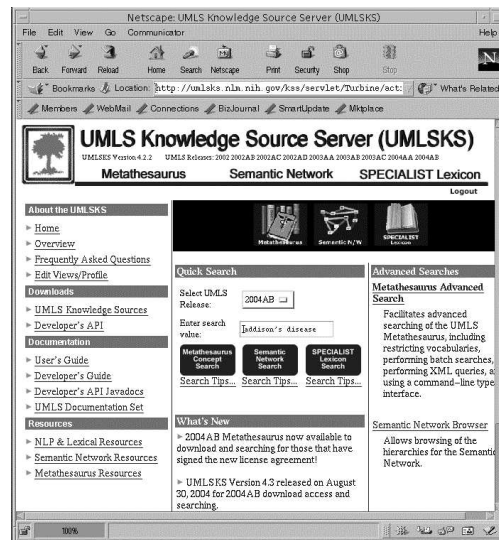 Netscape: UMLS Knowledge Source Server (UMLSKS)
File Edit View Go Communicator Help
Back Forward Reload Home Search Netscape Print Security Shop Stop
N
Bookmarks Location: http://umlsks.nlm.nih.gov/kss/servlet/Turbine/act: What's Related
Members WebMail Connections BizJournal SmartUpdate Mktplace
UMLS Knowledge Source Server (UMLSKS)
UMLSKS Version 4.2.2 UMLS Releases: 2002 2002AB 2002AC 2002AD 2003AA 2003AB 2003AC 2004AA 2004AB
Metathesaurus Semantic Network SPECIALIST Lexicon
Logout
About the UMLSKS
Home
Overview
Frequently Asked Questions
Edit Views/Profile
Downloads
UMLS Knowledge Sources
Developer's API
Documentation
User's Guide
Developer's Guide
Developer's API Javadocs
UMLS Documentation Set
Resources
NLP & Lexical Resources
Semantic Network Resources
Metathesaurus Resources
Metathesaurus Semantic N/W SPECIALIST Lexicon
Quick Search
Select UMLS
Release: 2004AB
Enter search
value: addison's disease
Metathesaurus Concept Search
Semantic Network Search
SPECIALIST Lexicon Search
Search Tips... Search Tips... Search Tips...
What's New
2004AB Metathesaurus now available to
download and searching for those that have
signed the new license agreement!
UMLSKS Version 4.3 released on August
30, 2004 for 2004AB download access and
searching.
Advanced Searches
Metathesaurus Advanced
Search
Facilitates advanced
searching of the UMLS
Metathesaurus, including
restricting vocabularies,
performing batch searches,
performing XML queries, a
using a command-line type
interface.
Semantic Network Browser
Allows browsing of the
hierarchies for the Semantic
Network.
100%